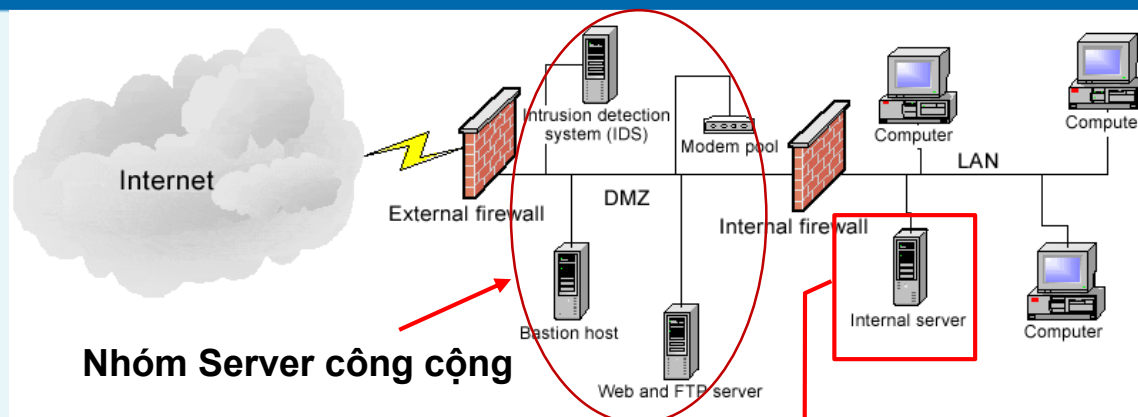 Internet
External firewall
Intrusion detection
system (IDS)
Modem pool
DMZ
Bastion host
Web and FTP server
Internal firewall
Computer
Compute
LAN
Internal server
Computer
Nhóm Server công cộng